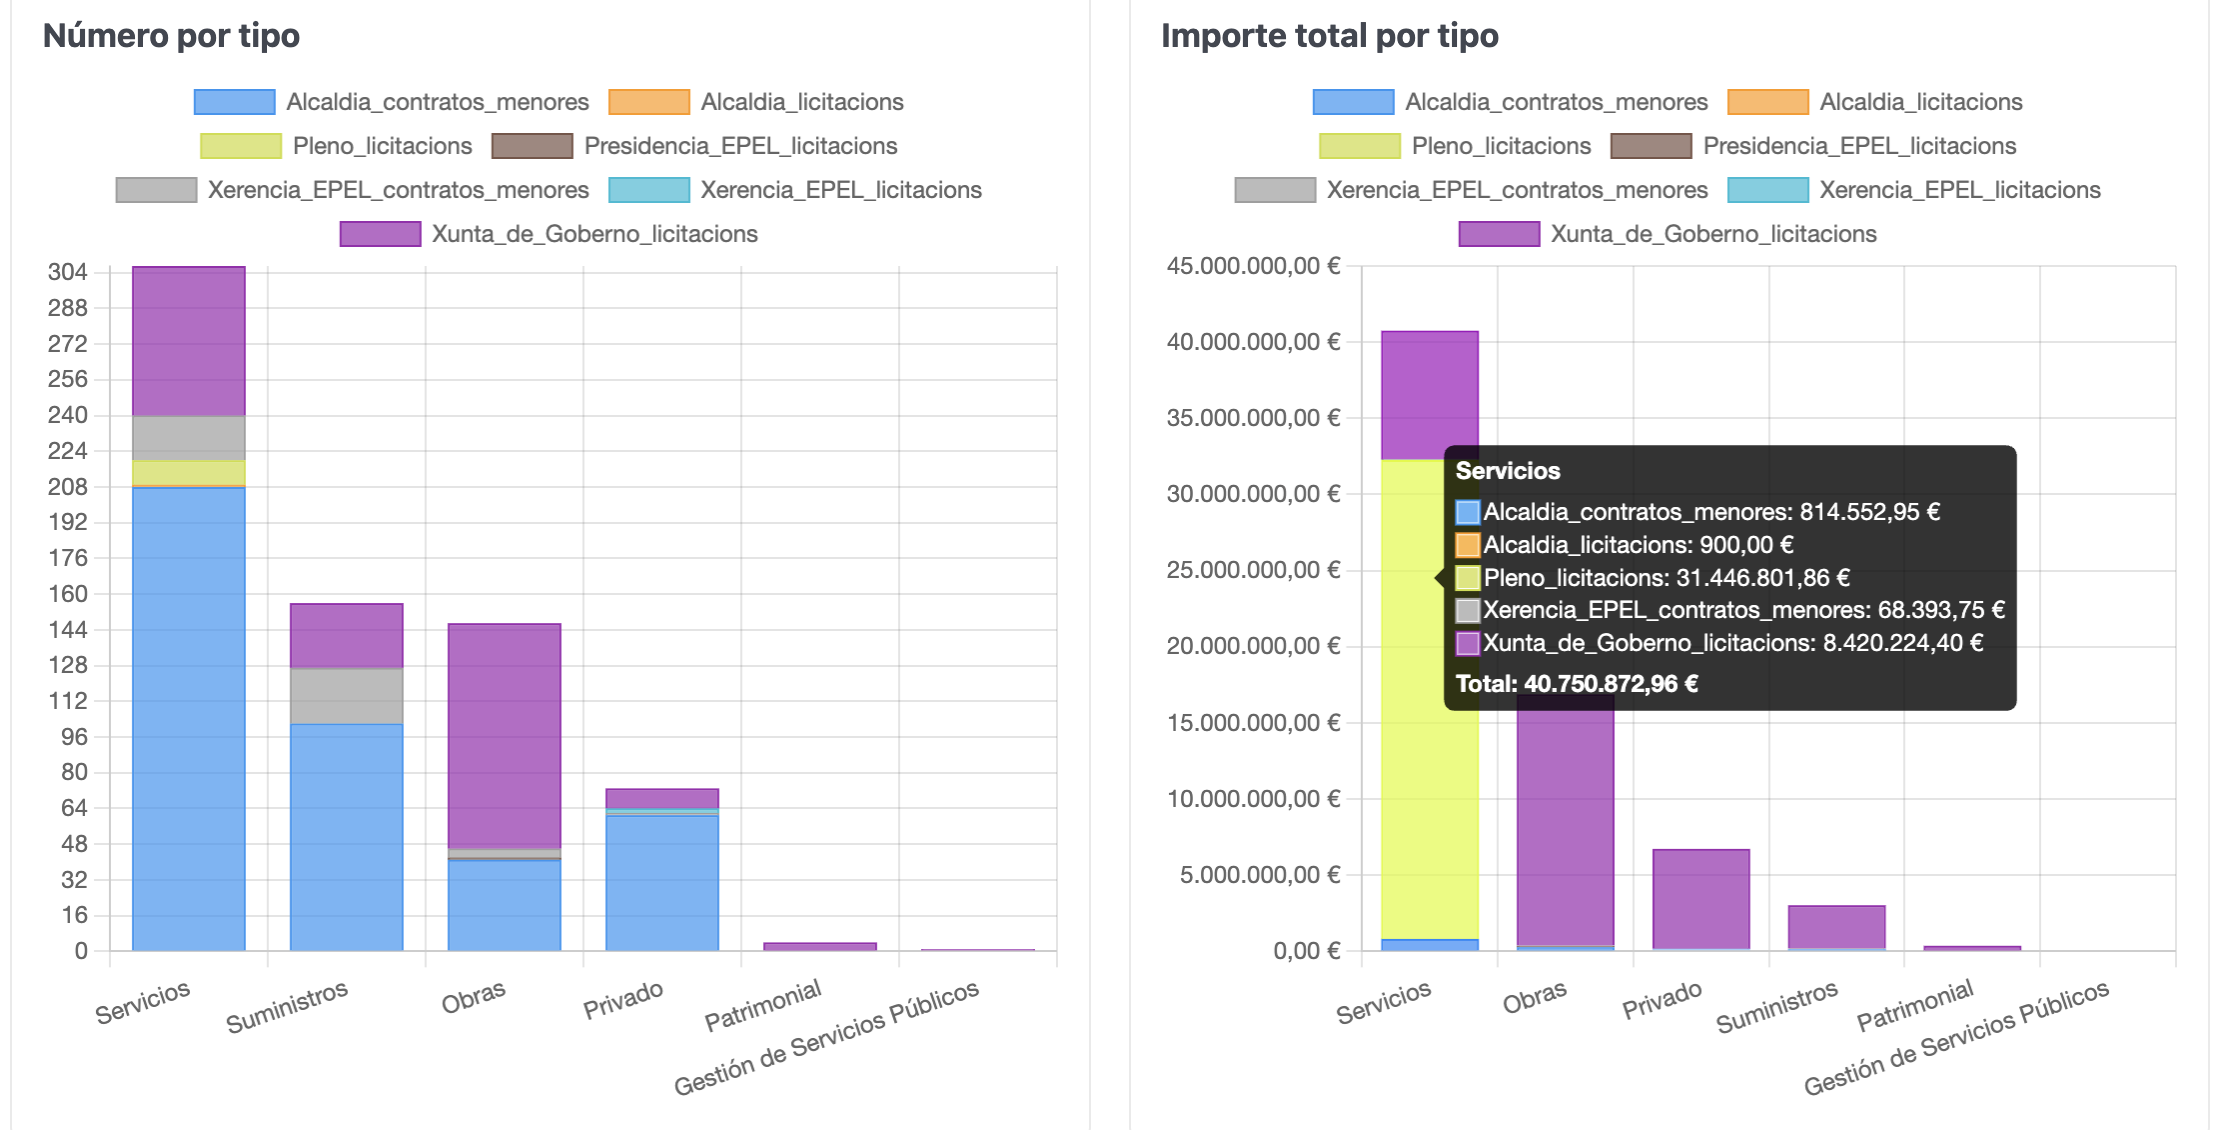 Número por tipo
Alcaldia_contratos_menores Alcaldia_licitacions
Pleno_licitacions Presidencia_EPEL_licitacions
Xerencia_EPEL_contratos_menores Xerencia_EPEL_licitacions
Xunta_de_Goberno_licitacions
304
288
272
256
240
224
208
192
176
160
144
128
112
96
80
64
48
32
16
0
Servicios
Suministros
Obras
Privado
Patrimonial
Gestión de Servicios Públicos
Importe total por tipo
Alcaldia_contratos_menores Alcaldia_licitacions
Pleno_licitacions Presidencia_EPEL_licitacions
Xerencia_EPEL_contratos_menores Xerencia_EPEL_licitacions
Xunta_de_Goberno_licitacions
45.000.000,00 €
40.000.000,00 €
35.000.000,00 €
30.000.000,00 €
25.000.000,00 €
20.000.000,00 €
15.000.000,00 €
10.000.000,00 €
5.000.000,00 €
0,00 €
Servicios
Alcaldia_contratos_menores: 814.552,95 €
Alcaldia_licitacions: 900,00 €
Pleno_licitacions: 31.446.801,86 €
Xerencia_EPEL_contratos_menores: 68.393,75 €
Xunta_de_Goberno_licitacions: 8.420.224,40 €
Total: 40.750.872,96 €
Servicios
Obras
Privado
Suministros
Patrimonial
Gestión de Servicios Públicos